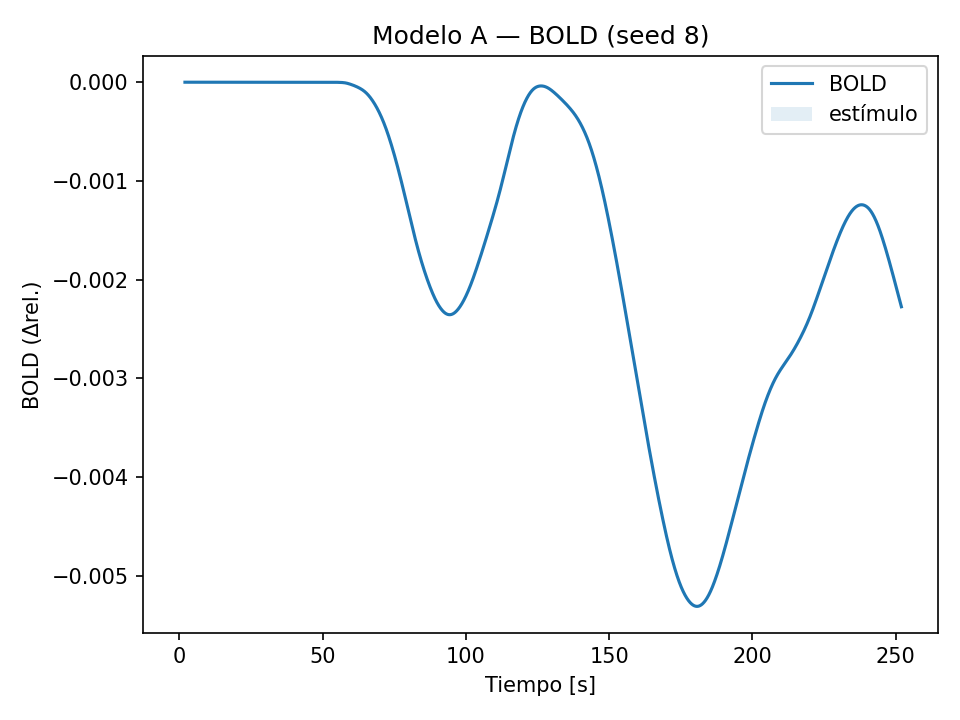 Modelo A — BOLD (seed 8)
BOLD
estímulo
BOLD (Δrel.)
0.000
−0.001
−0.002
−0.003
−0.004
−0.005
0 50 100 150 200 250
Tiempo [s]